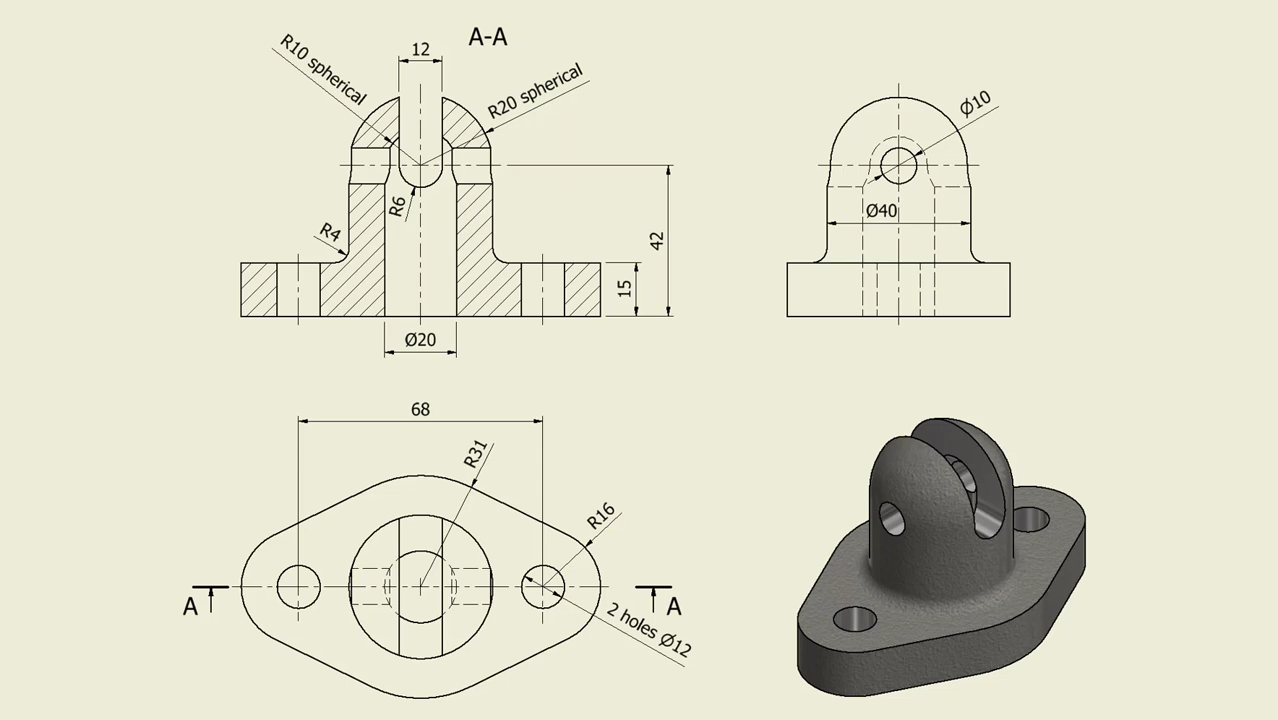 A-A
R10 spherical
12
R20 spherical
R6
R4
42
15
Ø20
Ø10
Ø40
68
R31
R16
A
A
2 holes Ø12